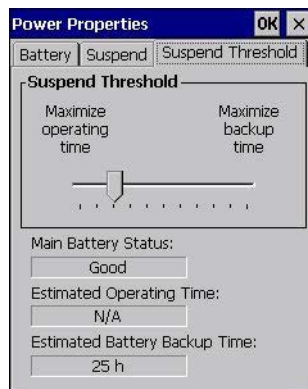 Power Properties OK ×
Battery Suspend Suspend Threshold
Suspend Threshold
Maximize operating time
Maximize backup time
Main Battery Status:
Good
Estimated Operating Time:
N/A
Estimated Battery Backup Time:
25 h